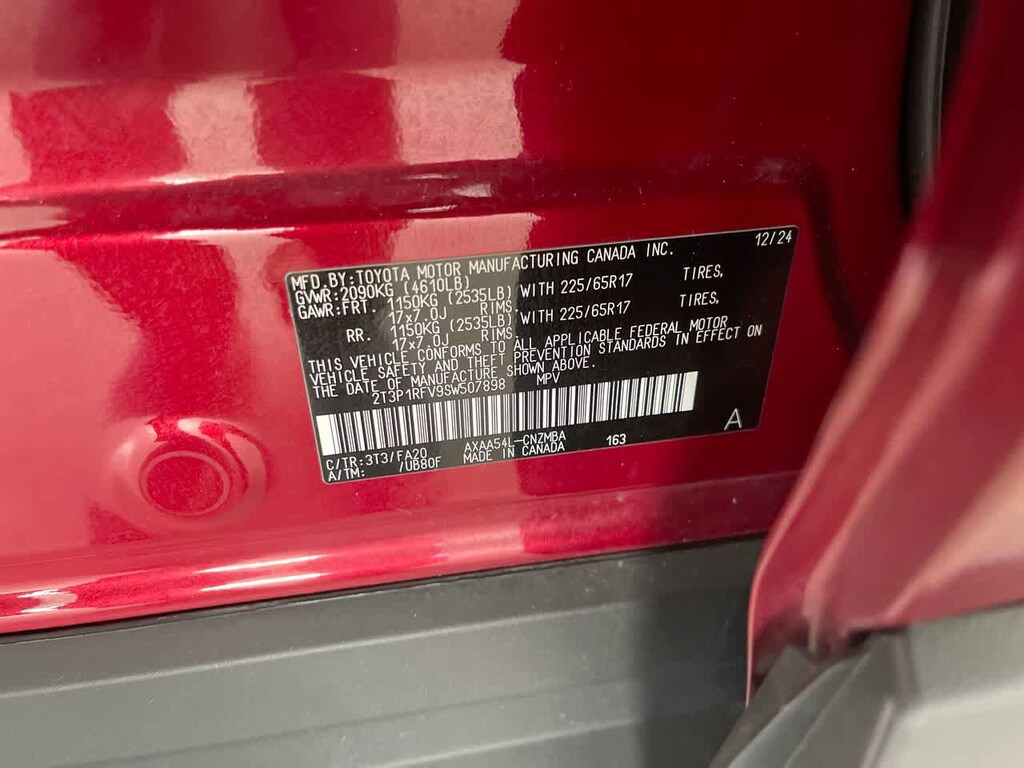 MFD.BY:TOYOTA MOTOR MANUFACTURING CANADA INC. 12/24
GVWR:2090KG (4610LB)
GAWR:FRT. 1150KG (2535LB) WITH 225/65R17 TIRES,
17x7.0J RIMS,
RR. 1150KG (2535LB) WITH 225/65R17 TIRES,
17x7.0J RIMS.
THIS VEHICLE CONFORMS TO ALL APPLICABLE FEDERAL MOTOR
VEHICLE SAFETY AND THEFT PREVENTION STANDARDS IN EFFECT ON
THE DATE OF MANUFACTURE SHOWN ABOVE.
2T3P1RFV9SW507898 MPV
C/TR:3T3/FA20 AXAA54L-CNZMBA 163 A
A/TM: /UB80F MADE IN CANADA